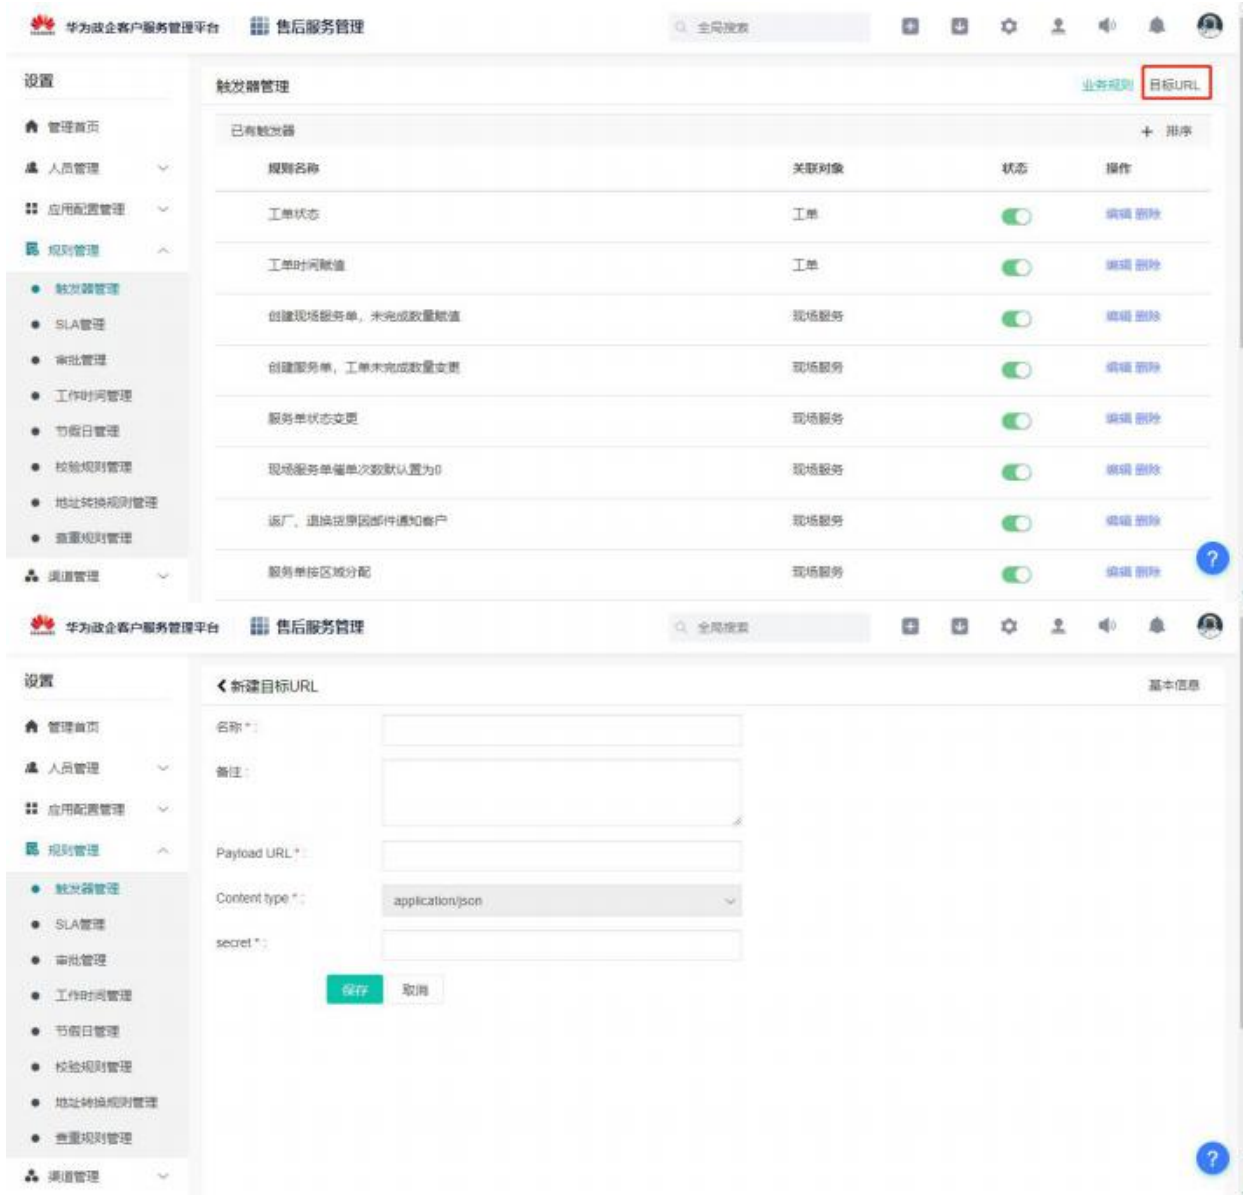 华为政企客户服务管理平台 售后服务管理 全局搜索
设置
触发器管理 业务规则 目标URL
管理首页
已有触发器 + 排序
人员管理
规则名称 关联对象 状态 操作
应用配置管理
工单状态 工单 编辑 删除
规则管理
工单时间赋值 工单 编辑 删除
触发器管理
创建现场服务单，未完成数量赋值 现场服务 编辑 删除
SLA管理
审批管理
创建服务单，工单未完成数量变更 现场服务 编辑 删除
工作时间管理
服务单状态变更 现场服务 编辑 删除
节假日管理
校验规则管理
现场服务单催单次数默认置为0 现场服务 编辑 删除
地址转换规则管理
返厂、退换货原因邮件通知客户 现场服务 编辑 删除
查重规则管理
渠道管理
服务单按区域分配 现场服务 编辑 删除
?
华为政企客户服务管理平台 售后服务管理 全局搜索
设置
新建目标URL 基本信息
管理首页
名称 * :
人员管理
备注 :
应用配置管理
规则管理
Payload URL * :
触发器管理
Content type * : application/json
SLA管理
secret * :
审批管理
保存 取消
工作时间管理
节假日管理
校验规则管理
地址转换规则管理
查重规则管理
渠道管理
?